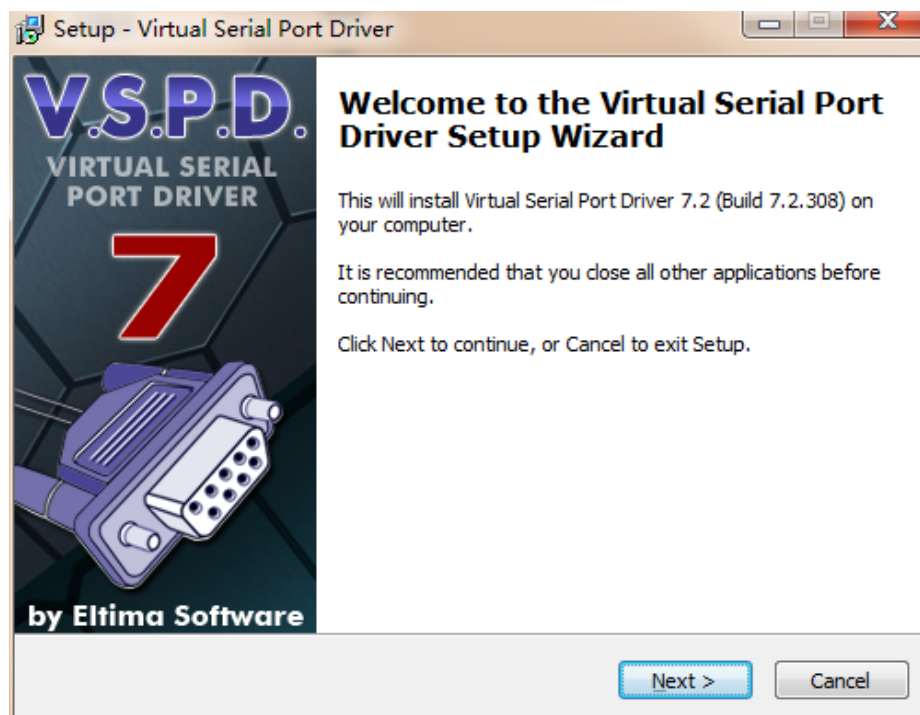 Setup - Virtual Serial Port Driver
V.S.P.D.
VIRTUAL SERIAL
PORT DRIVER
7
by Eltima Software
Welcome to the Virtual Serial Port
Driver Setup Wizard
This will install Virtual Serial Port Driver 7.2 (Build 7.2.308) on
your computer.
It is recommended that you close all other applications before
continuing.
Click Next to continue, or Cancel to exit Setup.
Next >
Cancel